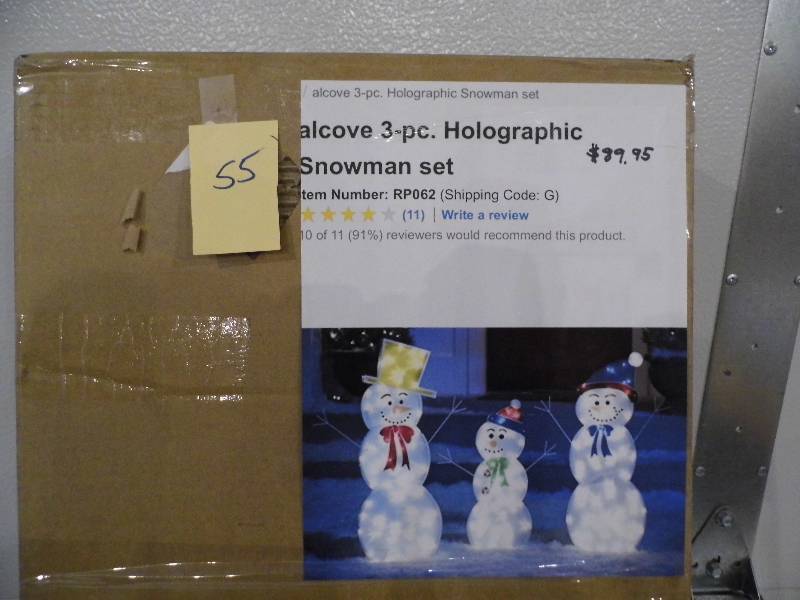 / alcove 3-pc. Holographic Snowman set
alcove 3-pc. Holographic
Snowman set
$89.95
tem Number: RP062 (Shipping Code: G)
(11) | Write a review
10 of 11 (91%) reviewers would recommend this product.
55